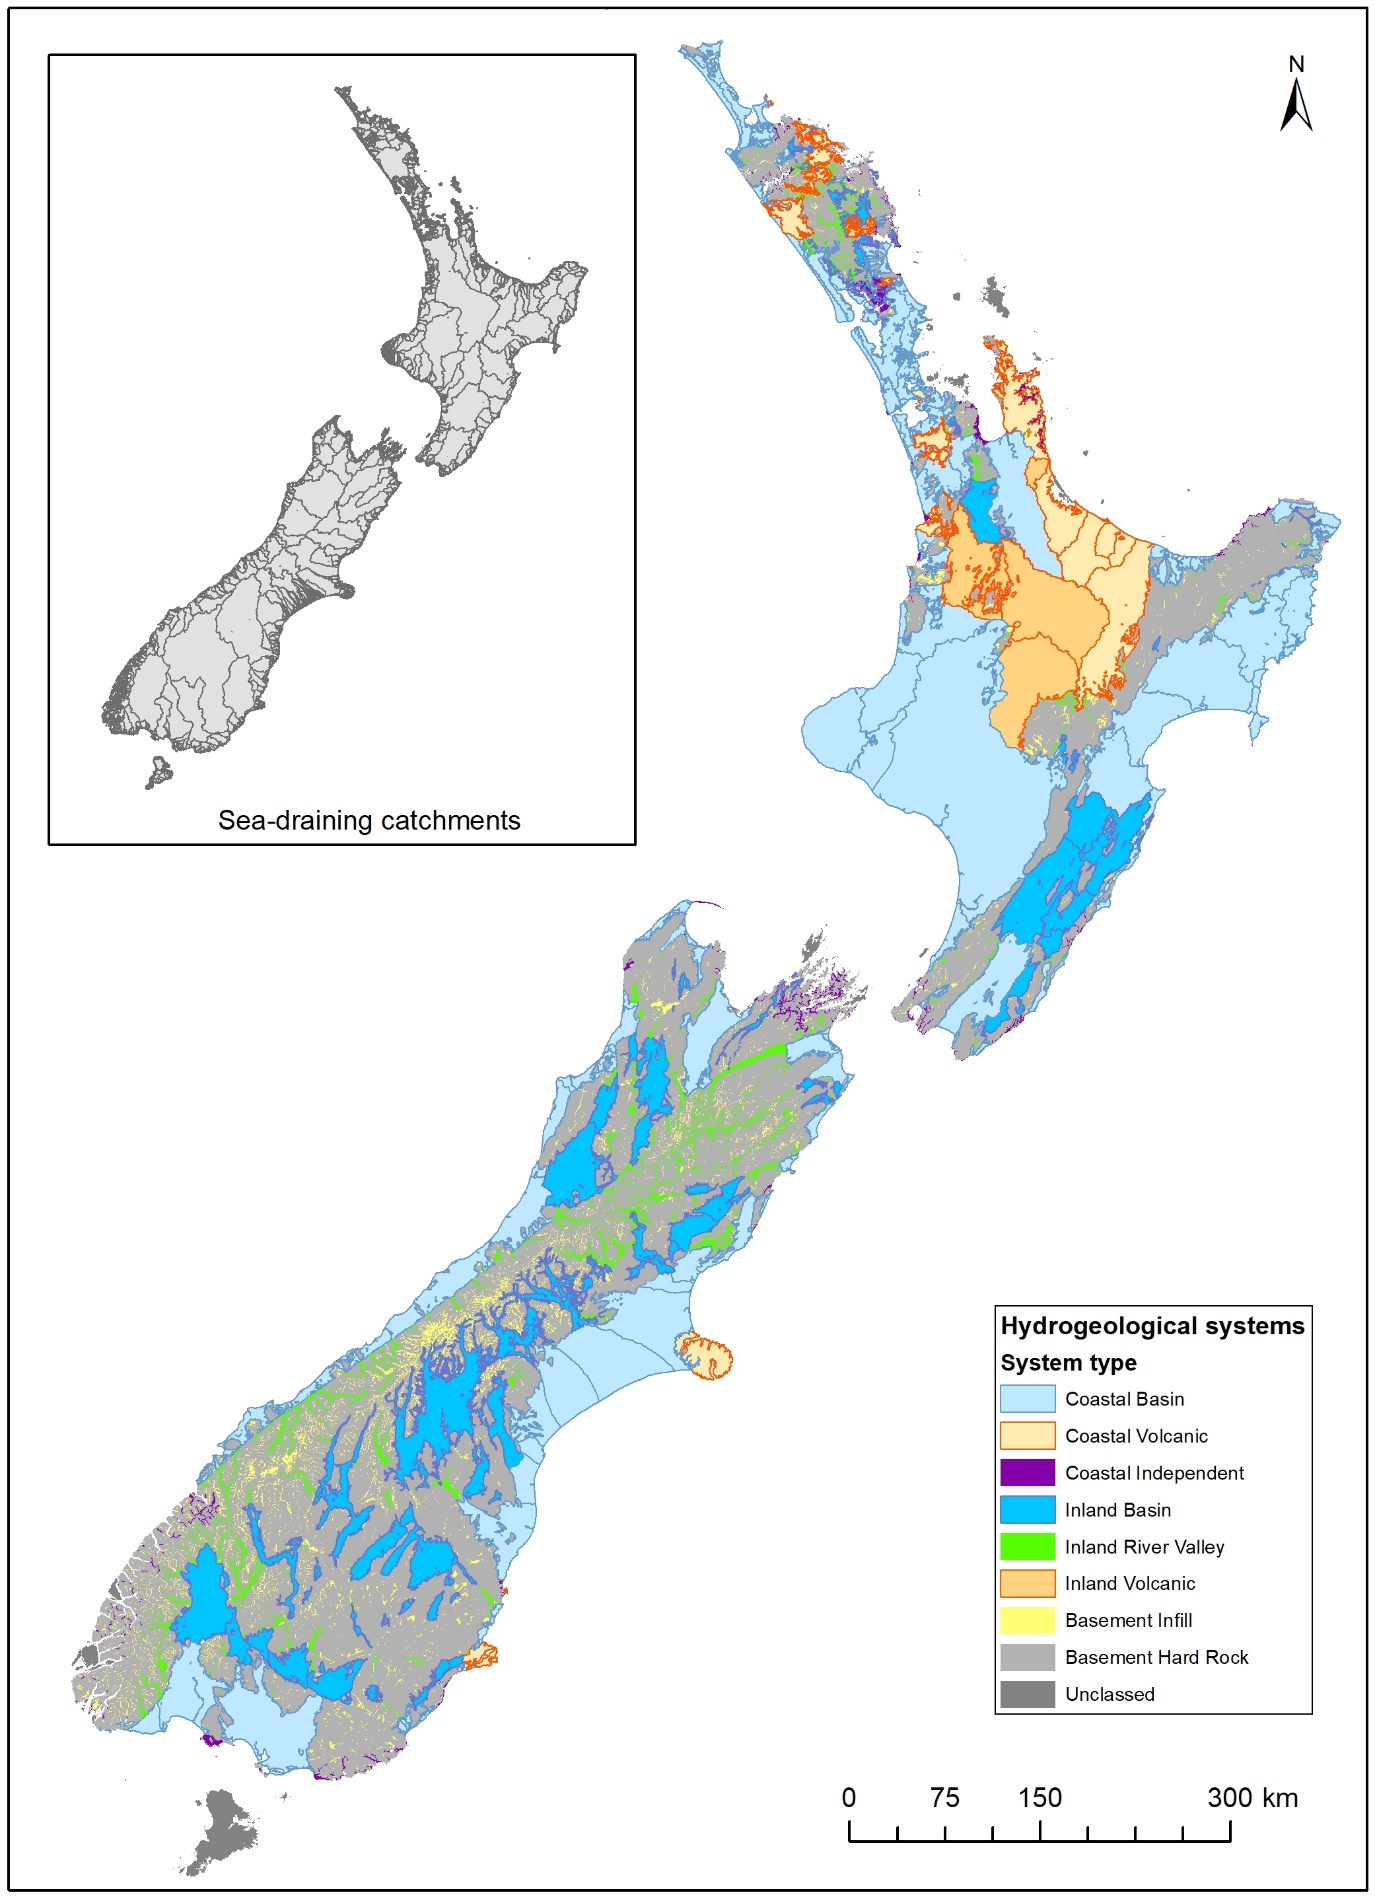 N
Sea-draining catchments
Hydrogeological systems
System type
Coastal Basin
Coastal Volcanic
Coastal Independent
Inland Basin
Inland River Valley
Inland Volcanic
Basement Infill
Basement Hard Rock
Unclassed
0 75 150 300 km